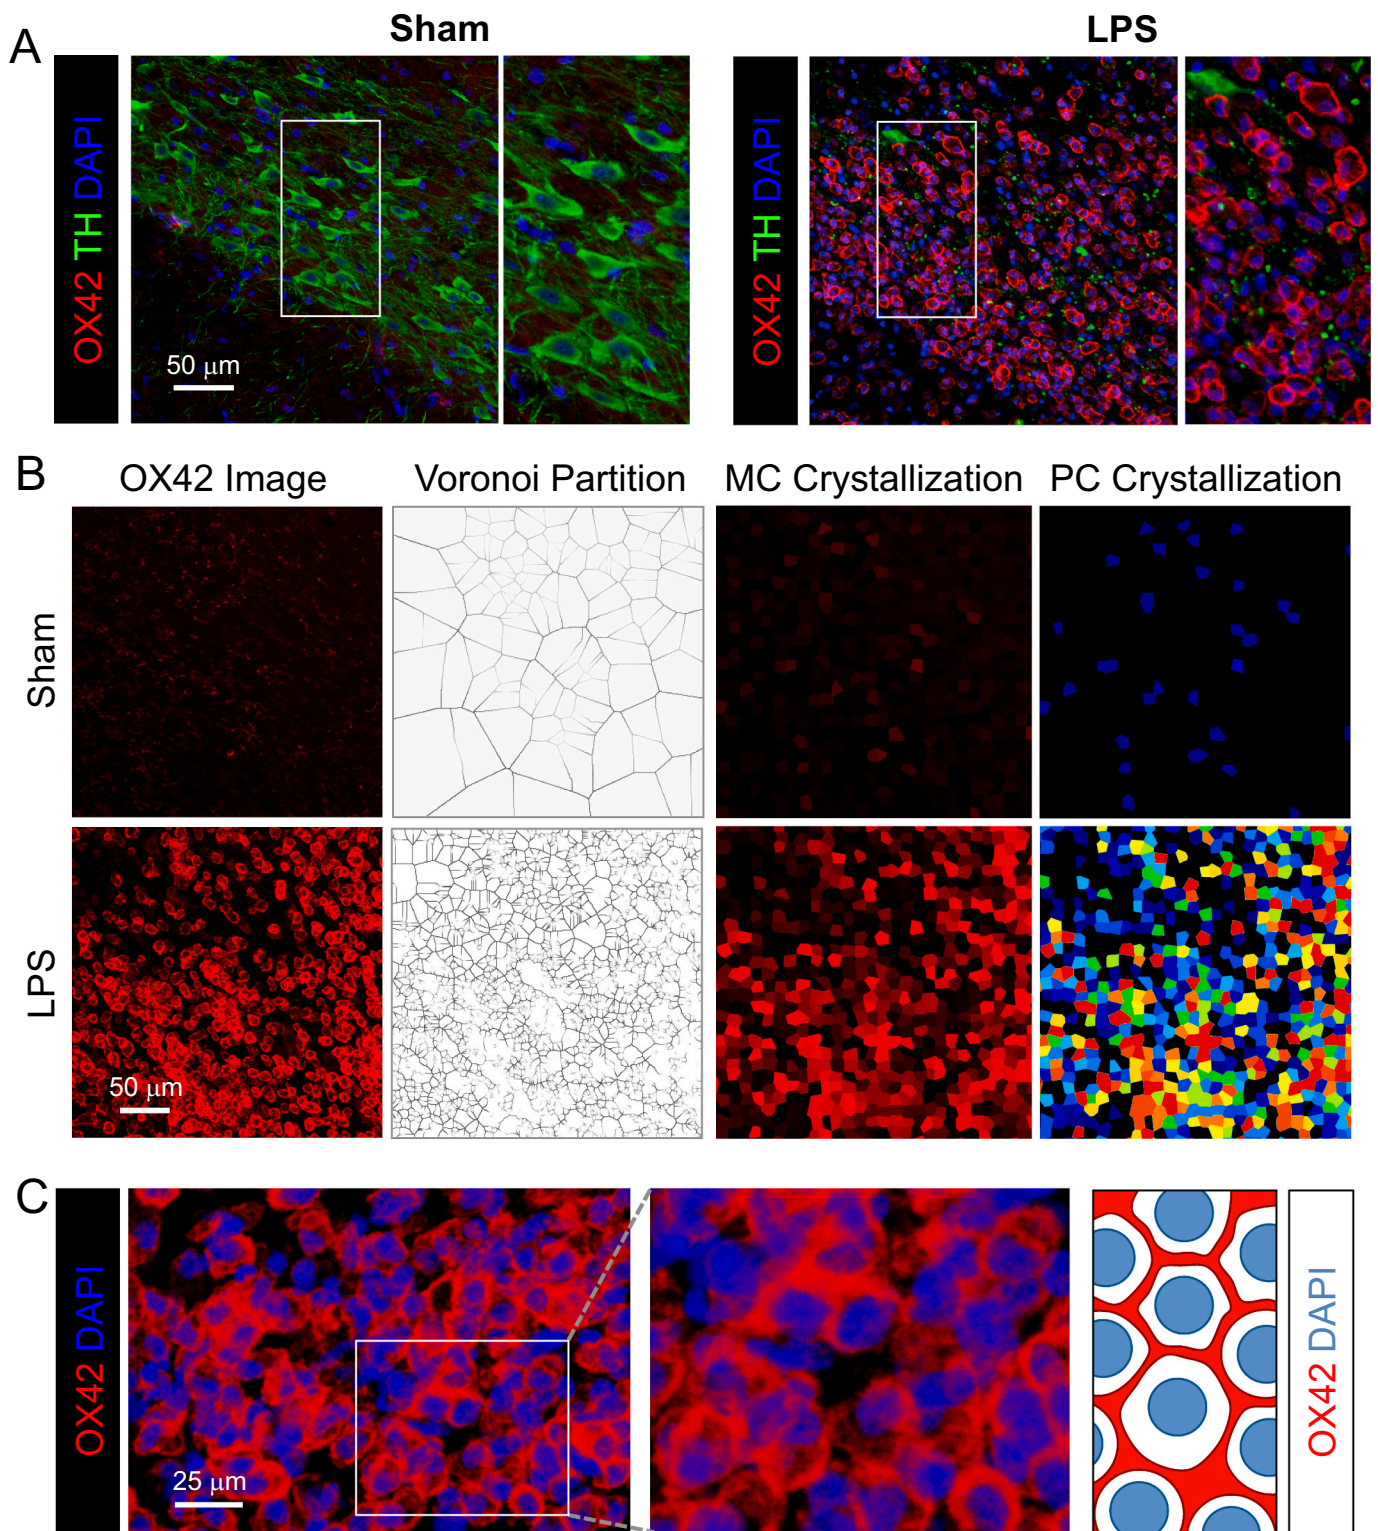 A
Sham
LPS
OX42 TH DAPI
50 μm
OX42 TH DAPI
B
OX42 Image
Voronoi Partition
MC Crystallization
PC Crystallization
Sham
LPS
50 μm
C
OX42 DAPI
25 μm
OX42 DAPI